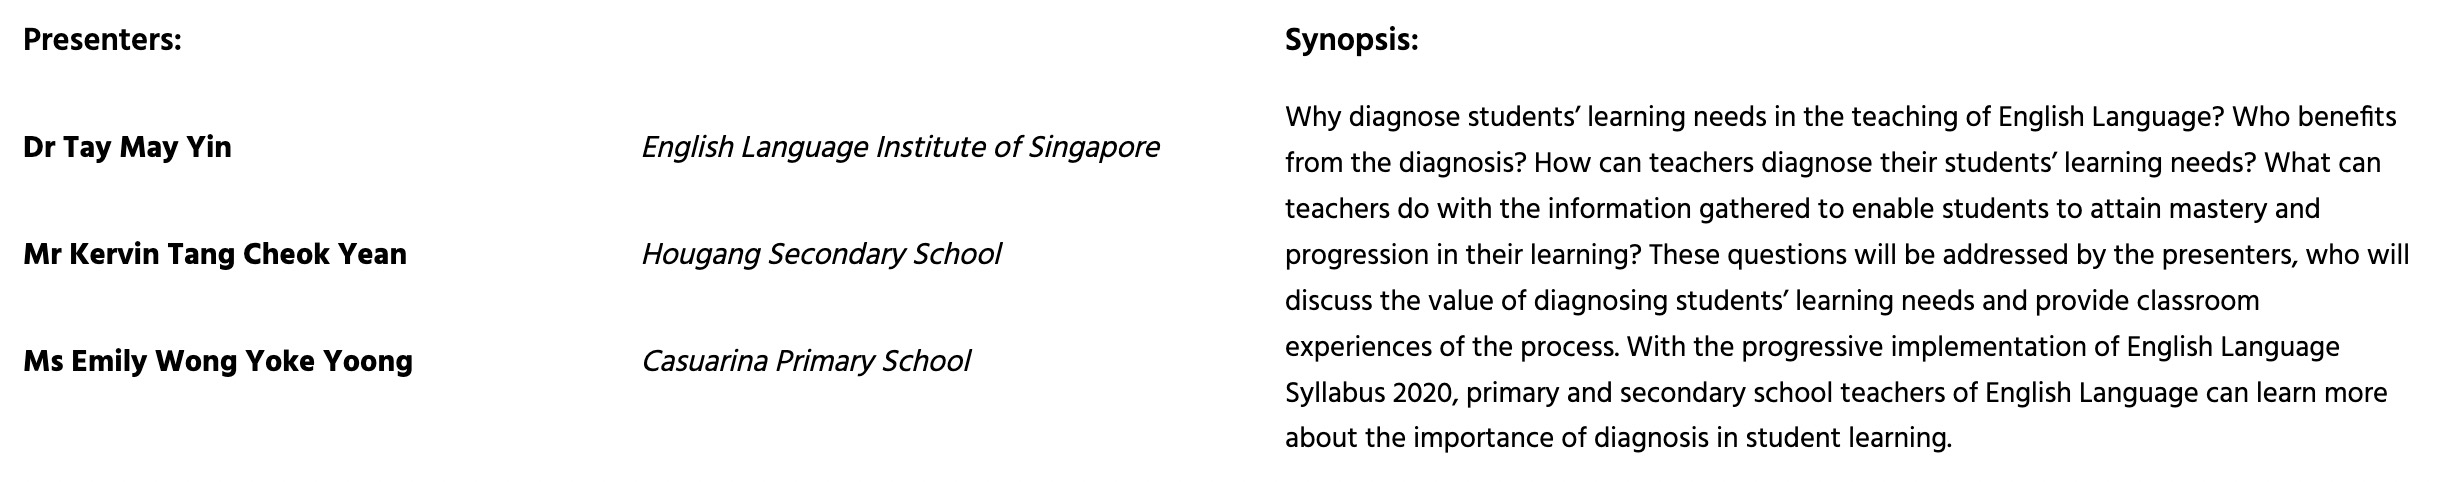 Presenters:
Dr Tay May Yin
English Language Institute of Singapore
Mr Kervin Tang Cheok Yean
Hougang Secondary School
Ms Emily Wong Yoke Yoong
Casuarina Primary School
Synopsis:
Why diagnose students’ learning needs in the teaching of English Language? Who benefits
from the diagnosis? How can teachers diagnose their students’ learning needs? What can
teachers do with the information gathered to enable students to attain mastery and
progression in their learning? These questions will be addressed by the presenters, who will
discuss the value of diagnosing students’ learning needs and provide classroom
experiences of the process. With the progressive implementation of English Language
Syllabus 2020, primary and secondary school teachers of English Language can learn more
about the importance of diagnosis in student learning.